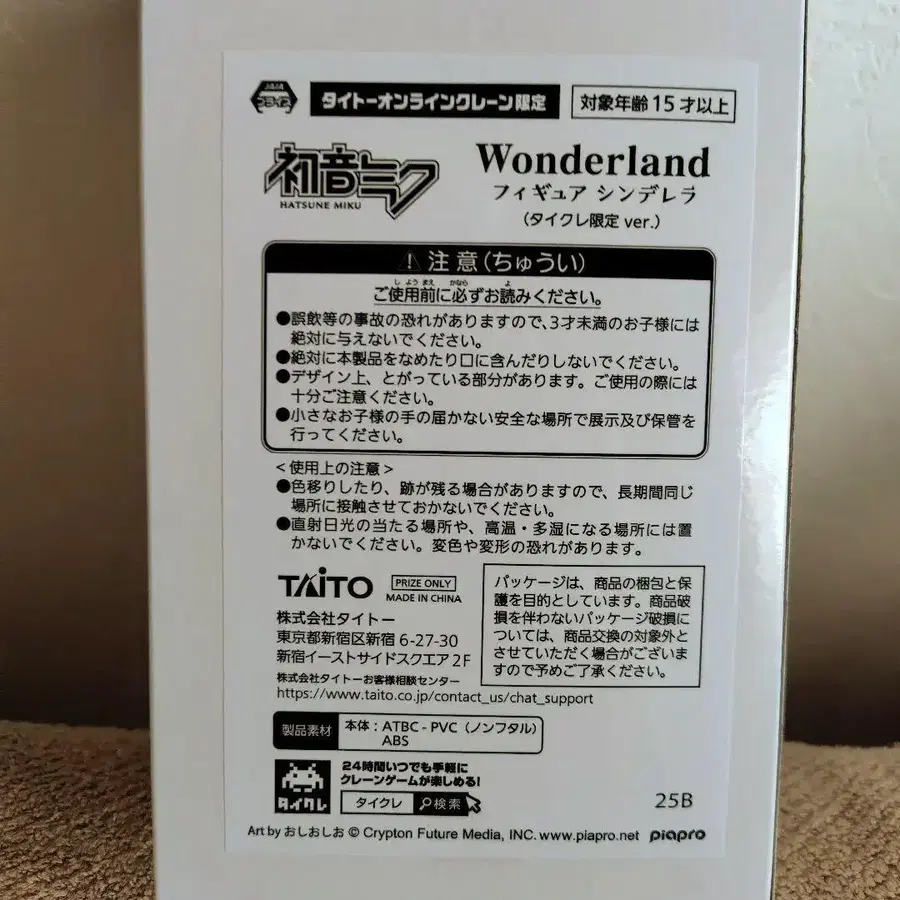 JAIA
プライズ
タイトーオンラインクレーン限定
対象年齢15才以上
初音ミク
HATSUNE MIKU
Wonderland
フィギュア シンデレラ
(タイクレ限定 ver.)
注意(ちゅうい)
ご使用前に必ずお読みください。
●誤飲等の事故の恐れがありますので、3才未満のお子様には
絶対に与えないでください。
●絶対に本製品をなめたり口に含んだりしないでください。
●デザイン上、とがっている部分があります。ご使用の際には
十分ご注意ください。
●小さなお子様の手の届かない安全な場所で展示及び保管を
行ってください。
<使用上の注意>
●色移りしたり、跡が残る場合がありますので、長期間同じ
場所に接触させておかないでください。
●直射日光の当たる場所や、高温・多湿になる場所には置
かないでください。変色や変形の恐れがあります。
TAITO
PRIZE ONLY
MADE IN CHINA
株式会社タイトー
東京都新宿区新宿 6-27-30
新宿イーストサイドスクエア 2F
株式会社タイトーお客様相談センター
https://www.taito.co.jp/contact_us/chat_support
パッケージは、商品の梱包と保
護を目的としています。商品破
損を伴わないパッケージ破損に
ついては、商品交換の対象外と
させていただく場合がございま
すので予めご了承ください。
製品素材
本体:ATBC-PVC(ノンフタル)
ABS
タイクレ
24時間いつでも手軽に
クレーンゲームが楽しめる!
タイクレ
検索
25B
Art by おしおしお © Crypton Future Media, INC. www.piapro.net piapro